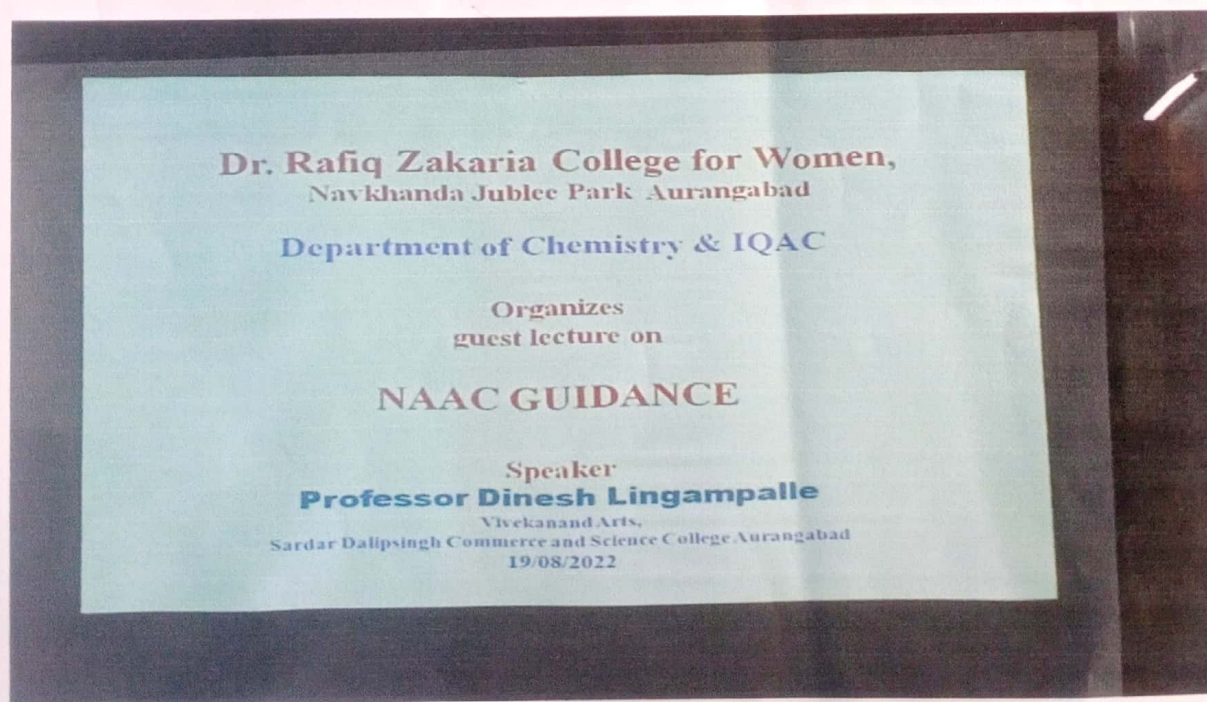 Dr. Rafiq Zakaria College for Women,
Navkhanda Jublee Park Aurangabad
Department of Chemistry & IQAC
Organizes
guest lecture on
NAAC GUIDANCE
Speaker
Professor Dinesh Lingampalle
Vivekanand Arts,
Sardar Dalipsingh Commerce and Science College Aurangabad
19/08/2022